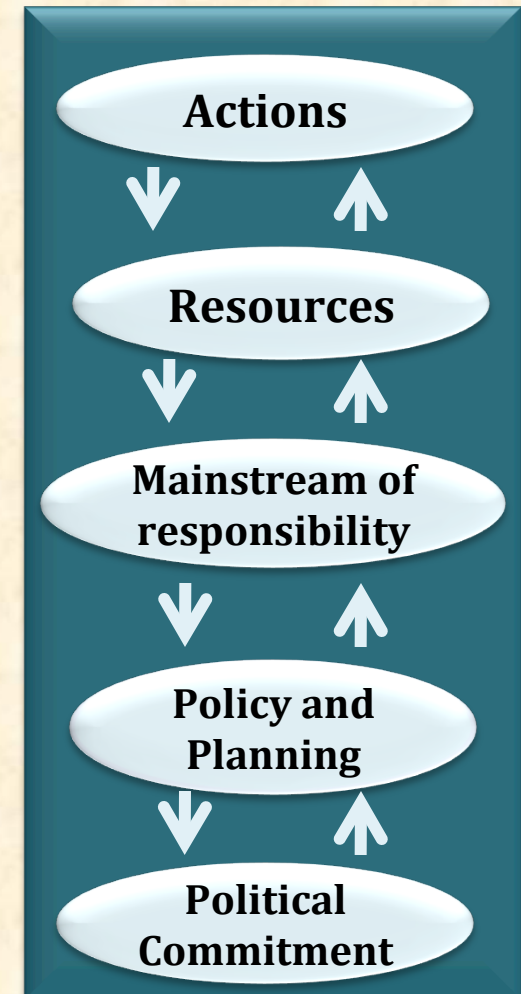 Actions
Resources
Mainstream of
responsibility
Policy and
Planning
Political
Commitment